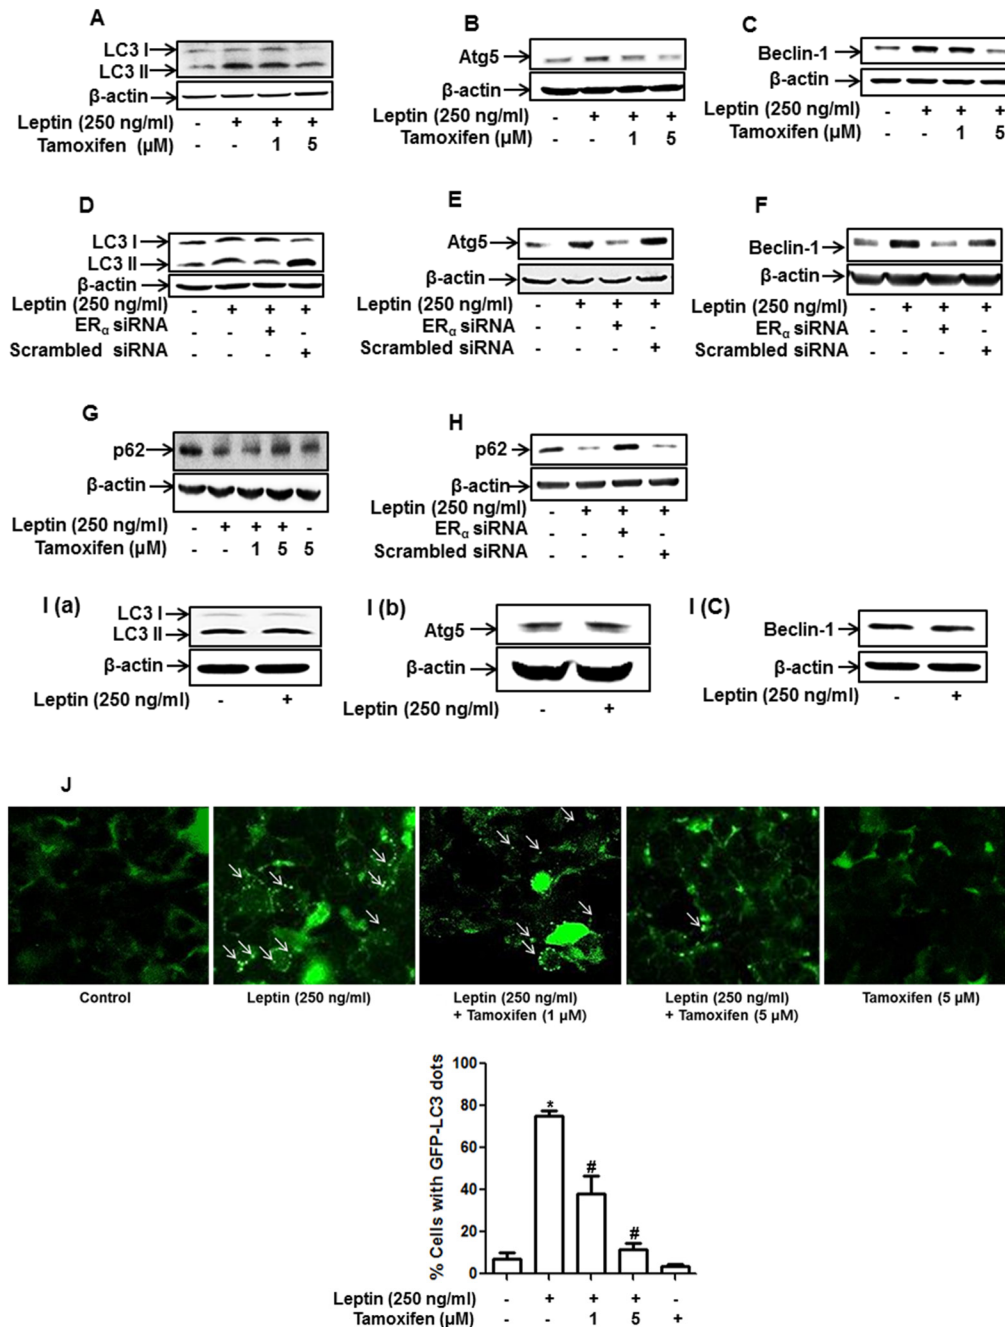 A
LC3 I
LC3 II
β-actin
Leptin (250 ng/ml) - + + +
Tamoxifen (µM) - - 1 5
B
Atg5
β-actin
Leptin (250 ng/ml) - + + +
Tamoxifen (µM) - - 1 5
C
Beclin-1
β-actin
Leptin (250 ng/ml) - + + +
Tamoxifen (µM) - - 1 5
D
LC3 I
LC3 II
β-actin
Leptin (250 ng/ml) - + + +
ERα siRNA - - + -
Scrambled siRNA - - - +
E
Atg5
β-actin
Leptin (250 ng/ml) - + + +
ERα siRNA - - + -
Scrambled siRNA - - - +
F
Beclin-1
β-actin
Leptin (250 ng/ml) - + + +
ERα siRNA - - + -
Scrambled siRNA - - - +
G
p62
β-actin
Leptin (250 ng/ml) - + + + -
Tamoxifen (µM) - - 1 5 5
H
p62
β-actin
Leptin (250 ng/ml) - + + +
ERα siRNA - - + -
Scrambled siRNA - - - +
I (a)
LC3 I
LC3 II
β-actin
Leptin (250 ng/ml) - +
I (b)
Atg5
β-actin
Leptin (250 ng/ml) - +
I (C)
Beclin-1
β-actin
Leptin (250 ng/ml) - +
J
Control
Leptin (250 ng/ml)
Leptin (250 ng/ml)
+ Tamoxifen (1 µM)
Leptin (250 ng/ml)
+ Tamoxifen (5 µM)
Tamoxifen (5 µM)
% Cells with GFP-LC3 dots
100
80
60
40
20
0
*
#
#
Leptin (250 ng/ml) - + + + -
Tamoxifen (µM) - - 1 5 +